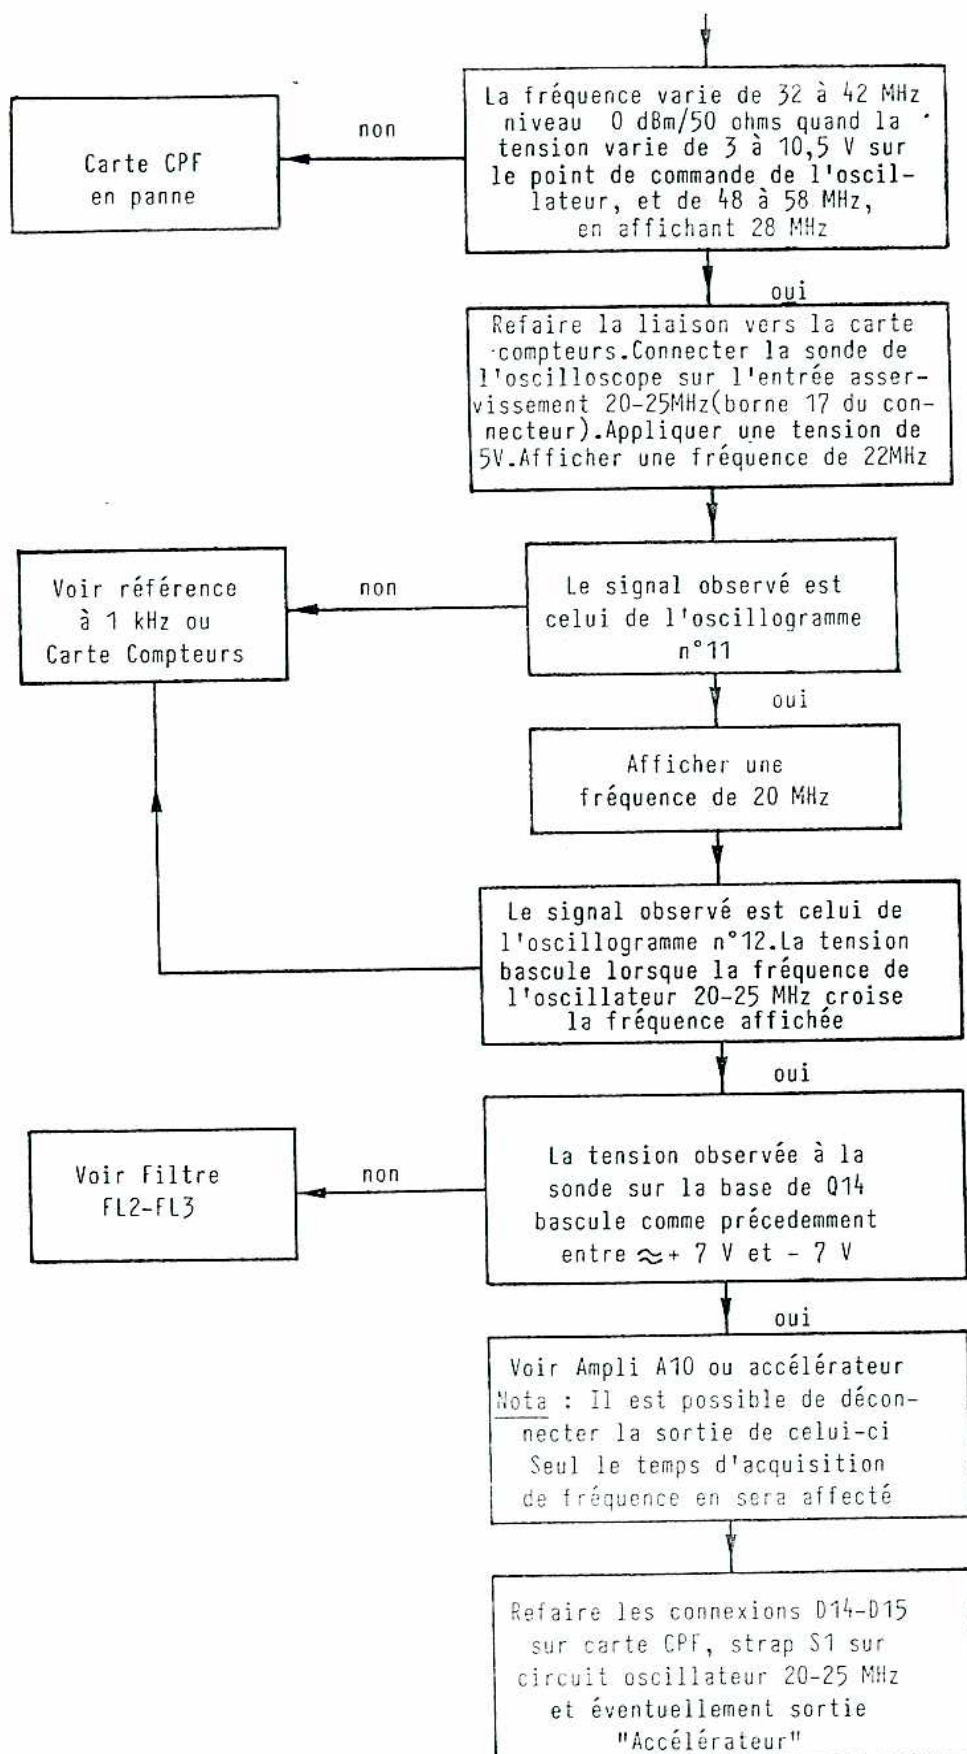 La fréquence varie de 32 à 42 MHz
niveau 0 dBm/50 ohms quand la
tension varie de 3 à 10,5 V sur
le point de commande de l'oscil-
lateur, et de 48 à 58 MHz,
en affichant 28 MHz
non
Carte CPF
en panne
oui
Refaire la liaison vers la carte
compteurs.Connecter la sonde de
l'oscilloscope sur l'entrée asser-
vissement 20-25MHz(borne 17 du con-
necteur).Appliquer une tension de
5V.Afficher une fréquence de 22MHz
Le signal observé est
celui de l'oscillogramme
n°11
non
Voir référence
à 1 kHz ou
Carte Compteurs
oui
Afficher une
fréquence de 20 MHz
Le signal observé est celui de
l'oscillogramme n°12.La tension
bascule lorsque la fréquence de
l'oscillateur 20-25 MHz croise
la fréquence affichée
oui
La tension observée à la
sonde sur la base de Q14
bascule comme précedemment
entre ≈ + 7 V et - 7 V
non
Voir Filtre
FL2-FL3
oui
Voir Ampli A10 ou accélérateur
Nota : Il est possible de décon-
necter la sortie de celui-ci
Seul le temps d'acquisition
de fréquence en sera affecté
Refaire les connexions D14-D15
sur carte CPF, strap S1 sur
circuit oscillateur 20-25 MHz
et éventuellement sortie
"Accélérateur"